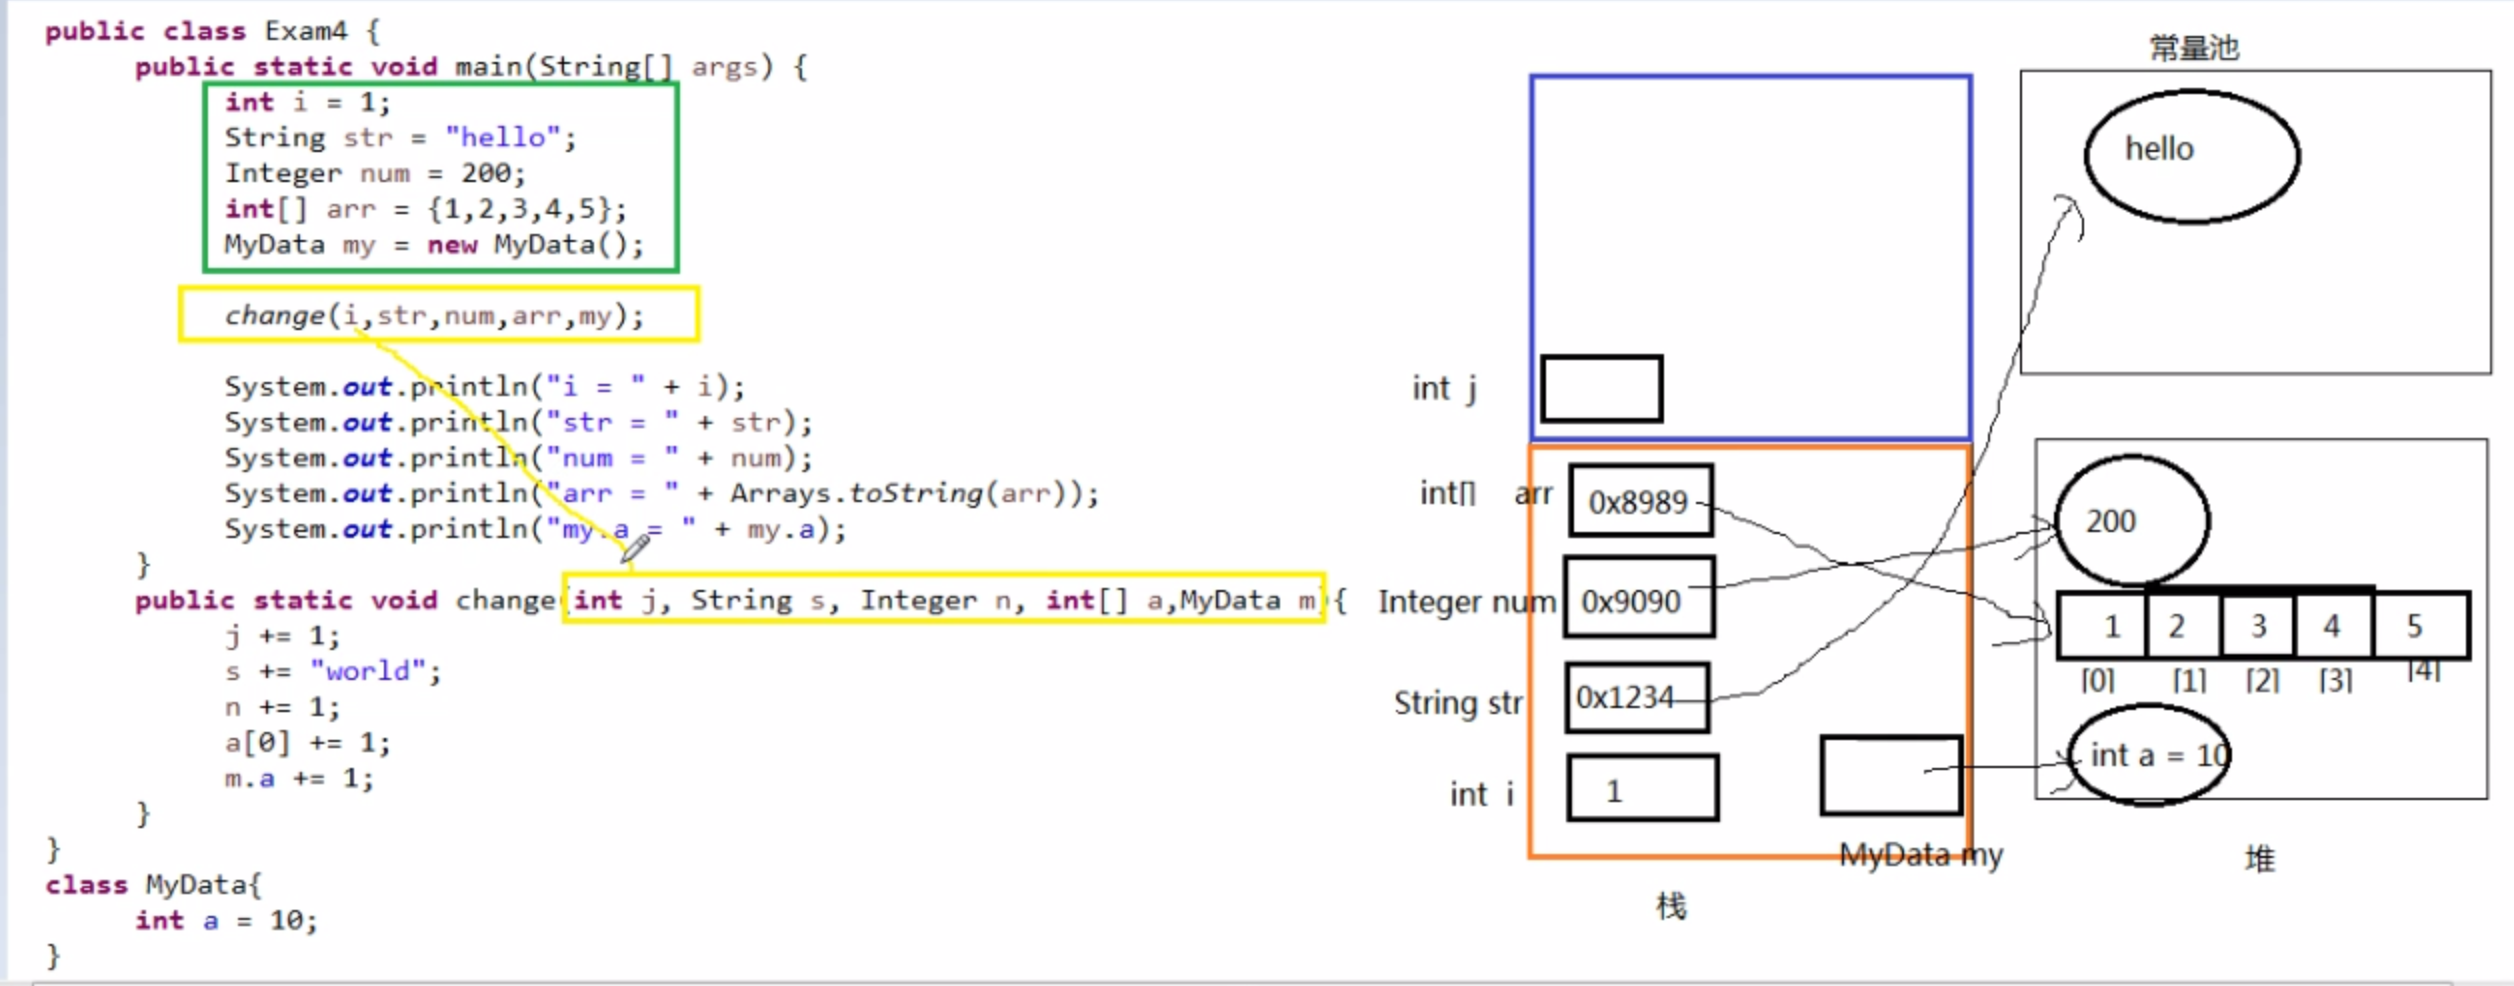 public class Exam4 {
public static void main(String[] args) {
int i = 1;
String str = "hello";
Integer num = 200;
int[] arr = {1,2,3,4,5};
MyData my = new MyData();
change(i,str,num,arr,my);
System.out.println("i = " + i);
System.out.println("str = " + str);
System.out.println("num = " + num);
System.out.println("arr = " + Arrays.toString(arr));
System.out.println("my.a = " + my.a);
}
public static void change(int j, String s, Integer n, int[] a,MyData m){
j += 1;
s += "world";
n += 1;
a[0] += 1;
m.a += 1;
}
}
class MyData{
int a = 10;
}
int j
int[] arr
0x8989
Integer num
0x9090
String str
0x1234
int i
1
MyData my
栈
常量池
hello
200
1 2 3 4 5
[0] [1] [2] [3] [4]
int a = 10
堆